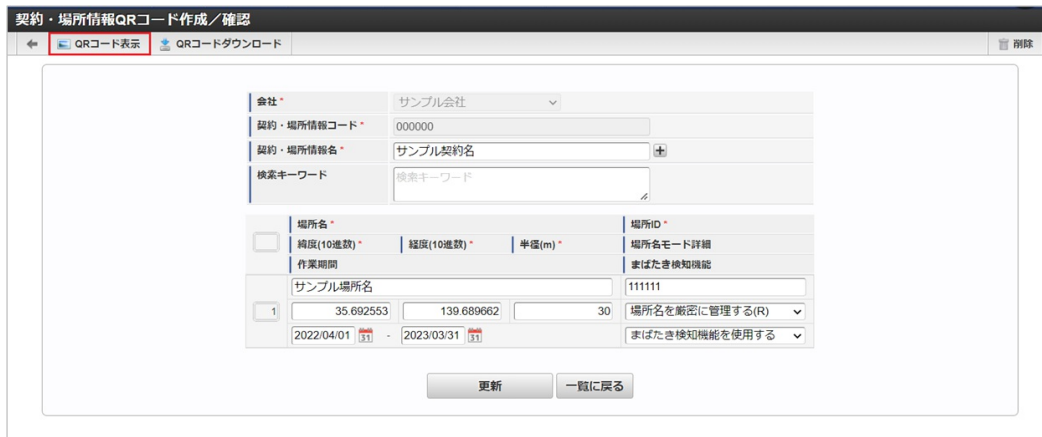 契約・場所情報QRコード作成／確認
QRコード表示 QRコードダウンロード 削除
会社* サンプル会社
契約・場所情報コード* 000000
契約・場所情報名* サンプル契約名
検索キーワード 検索キーワード
場所名* 場所ID*
緯度(10進数)* 経度(10進数)* 半径(m)* 場所名モード詳細
作業期間 まばたき検知機能
サンプル場所名 111111
1 35.692553 139.689662 30 場所名を厳密に管理する(R)
2022/04/01 31 - 2023/03/31 31 まばたき検知機能を使用する
更新 一覧に戻る